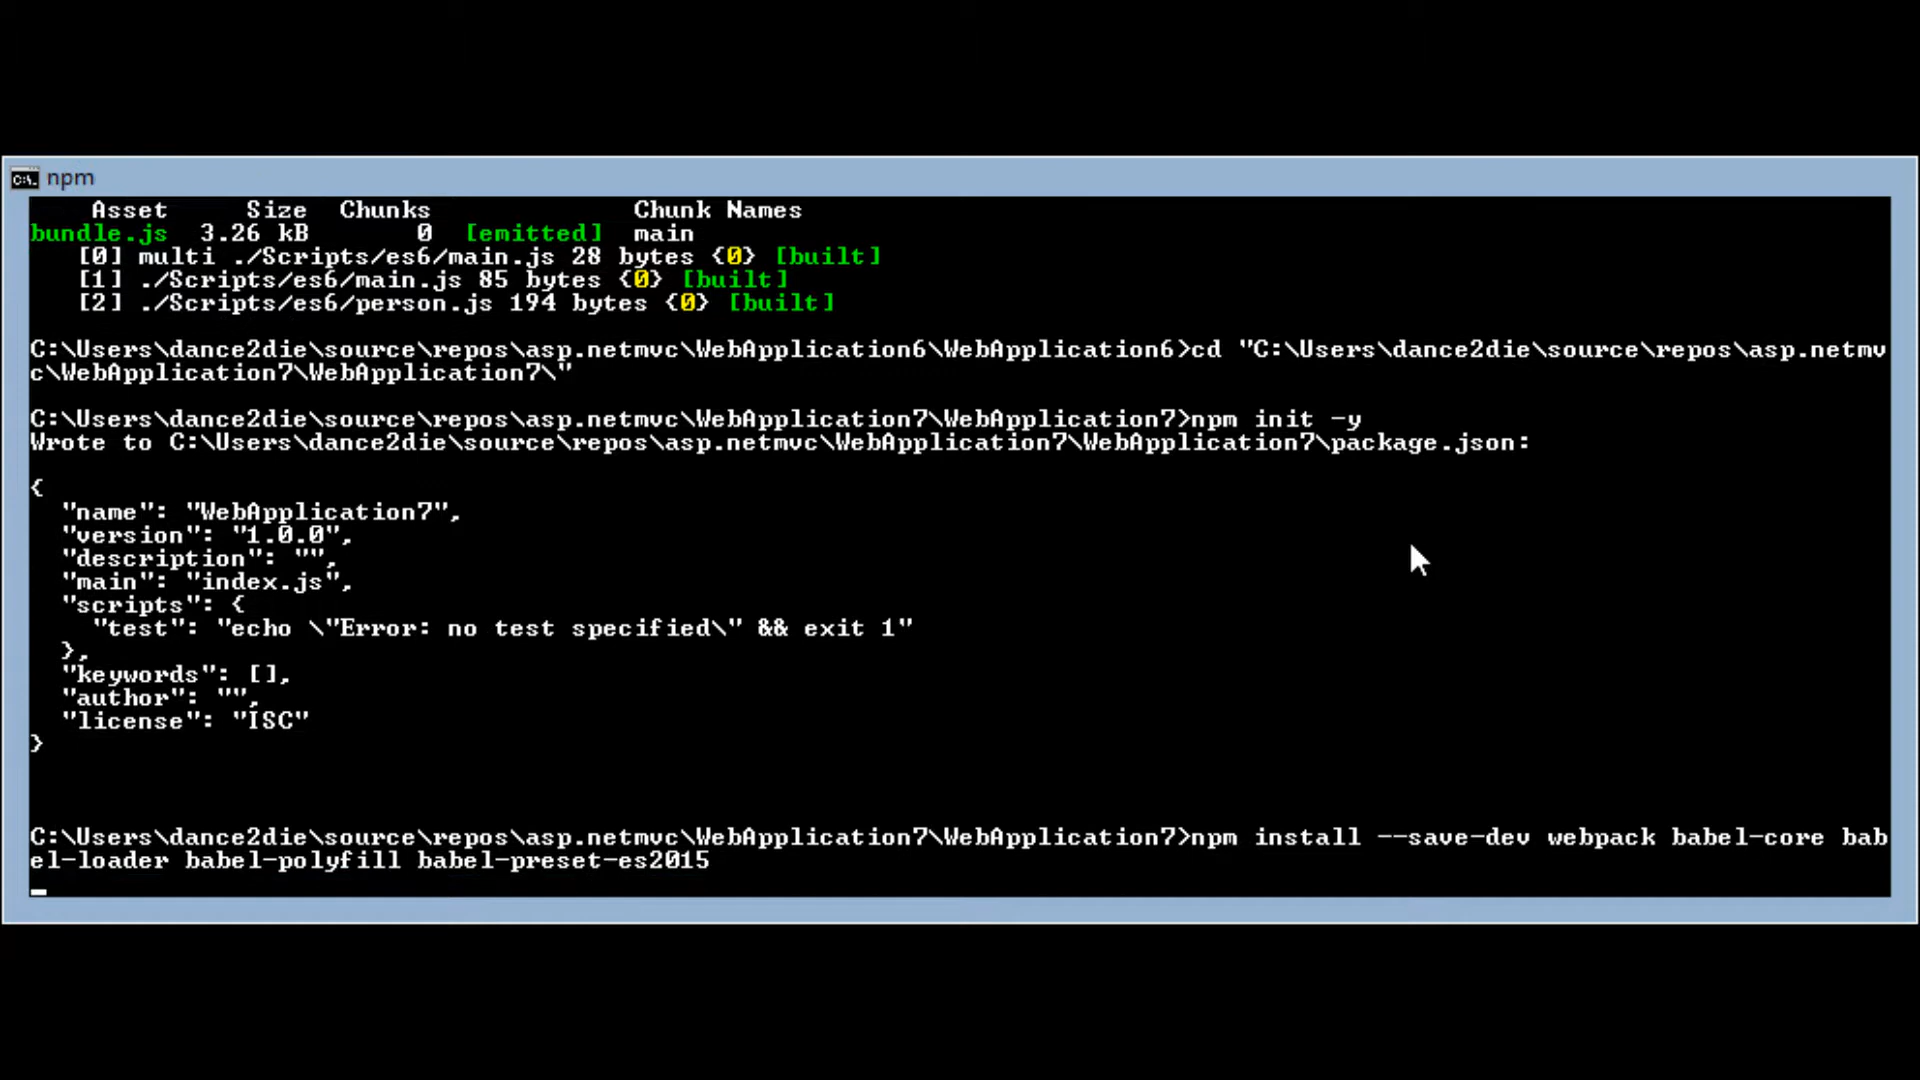 C:\. npm
Asset Size Chunks Chunk Names
bundle.js 3.26 kB 0 [emitted] main
[0] multi ./Scripts/es6/main.js 28 bytes {0} [built]
[1] ./Scripts/es6/main.js 85 bytes {0} [built]
[2] ./Scripts/es6/person.js 194 bytes {0} [built]
C:\Users\dance2die\source\repos\asp.netmvc\WebApplication6\WebApplication6>cd "C:\Users\dance2die\source\repos\asp.netmv
c\WebApplication7\WebApplication7\"
C:\Users\dance2die\source\repos\asp.netmvc\WebApplication7\WebApplication7>npm init -y
Wrote to C:\Users\dance2die\source\repos\asp.netmvc\WebApplication7\WebApplication7\package.json:
{
"name": "WebApplication7",
"version": "1.0.0",
"description": "",
"main": "index.js",
"scripts": {
"test": "echo \"Error: no test specified\" && exit 1"
},
"keywords": [],
"author": "",
"license": "ISC"
}
C:\Users\dance2die\source\repos\asp.netmvc\WebApplication7\WebApplication7>npm install --save-dev webpack babel-core bab
el-loader babel-polyfill babel-preset-es2015